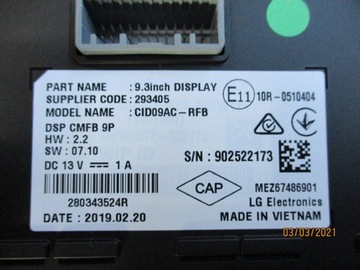 PART NAME : 9.3inch DISPLAY
SUPPLIER CODE : 293405
MODEL NAME : CID09AC-RFB
DSP CMFB 9P
HW : 2.2
SW : 07.10
DC 13 V ⎓ 1 A
E11 10R-0510404
S/N : 902522173
280343524R
DATE : 2019.02.20
CAP
MEZ67486901
LG Electronics
MADE IN VIETNAM
03/03/2021